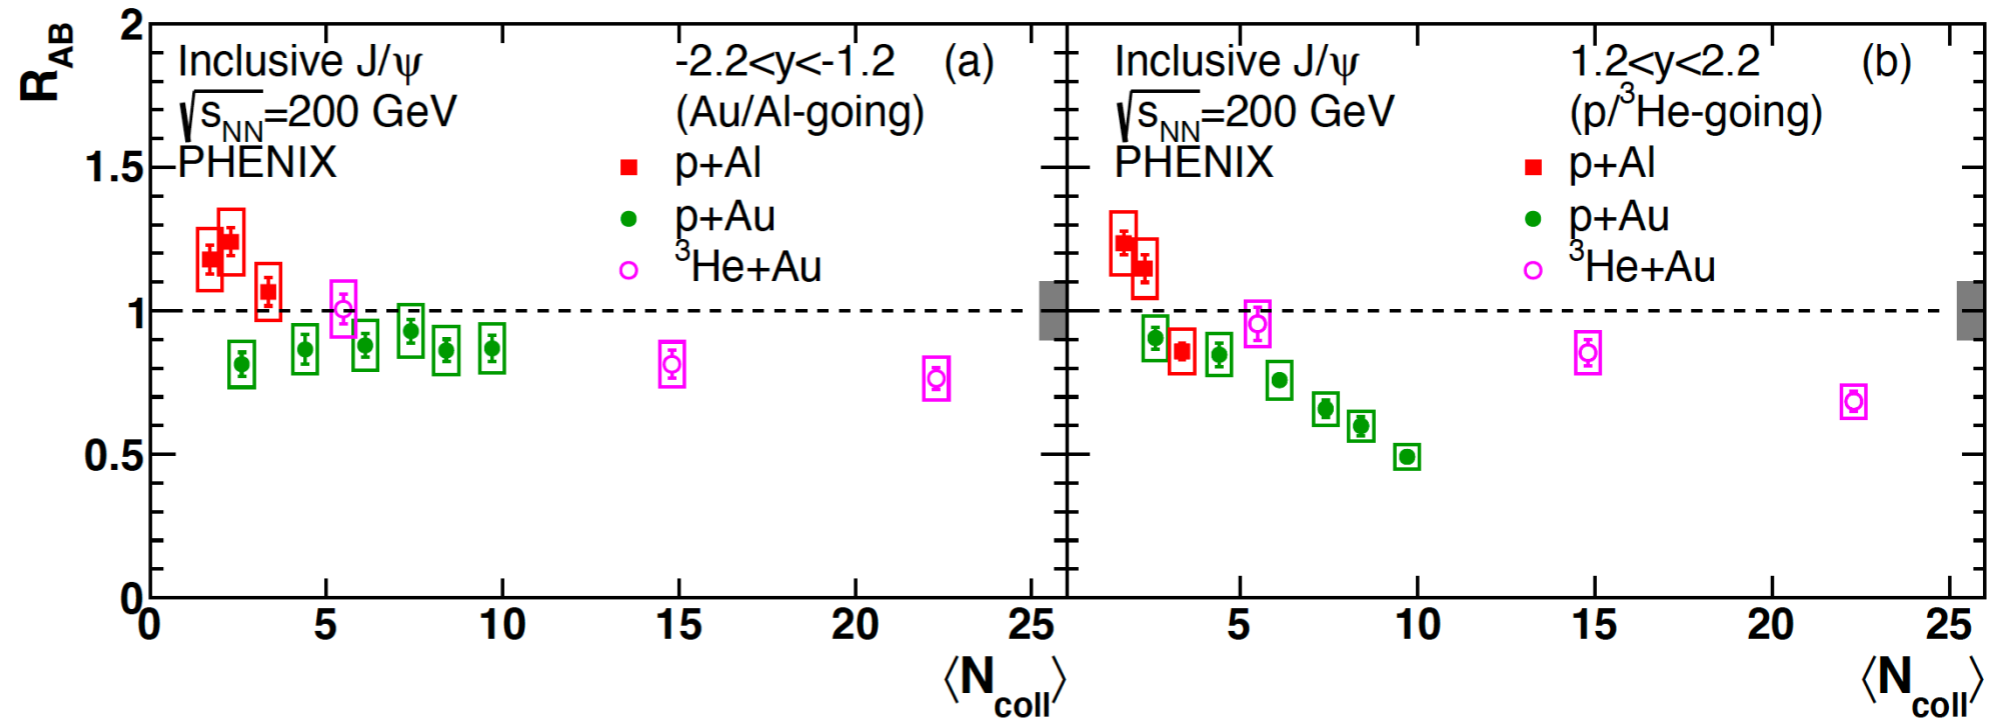 R_AB
2
1.5
1
0.5
0
Inclusive J/ψ
√s_NN=200 GeV
PHENIX
-2.2<y<-1.2
(Au/Al-going)
(a)
p+Al
p+Au
³He+Au
0 5 10 15 20 25
⟨N_coll⟩
Inclusive J/ψ
√s_NN=200 GeV
PHENIX
1.2<y<2.2
(p/³He-going)
(b)
p+Al
p+Au
³He+Au
5 10 15 20 25
⟨N_coll⟩